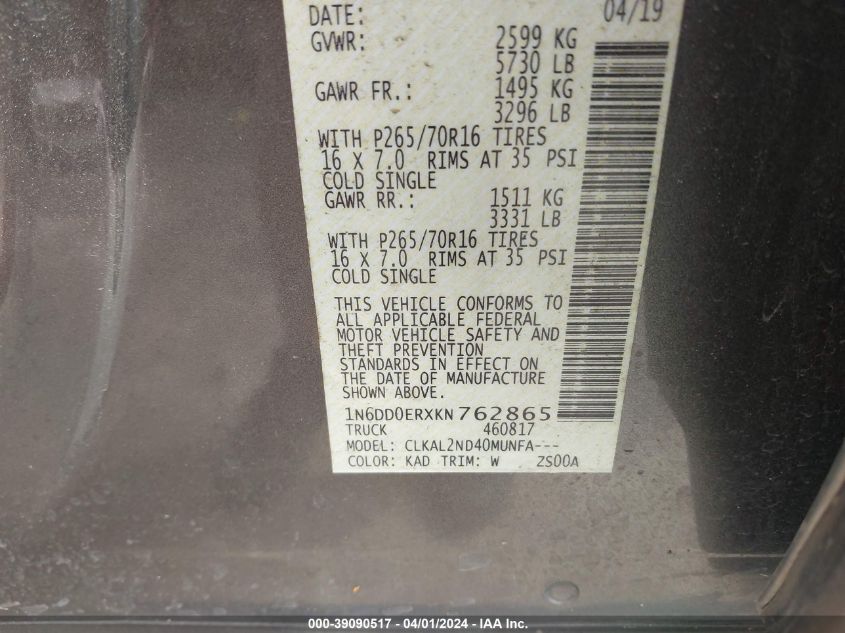 DATE: 04/19
GVWR: 2599 KG
5730 LB
GAWR FR.: 1495 KG
3296 LB
WITH P265/70R16 TIRES
16 X 7.0 RIMS AT 35 PSI
COLD SINGLE
GAWR RR.: 1511 KG
3331 LB
WITH P265/70R16 TIRES
16 X 7.0 RIMS AT 35 PSI
COLD SINGLE
THIS VEHICLE CONFORMS TO
ALL APPLICABLE FEDERAL
MOTOR VEHICLE SAFETY AND
THEFT PREVENTION
STANDARDS IN EFFECT ON
THE DATE OF MANUFACTURE
SHOWN ABOVE.
1N6DD0ERXKN762865
TRUCK 460817
MODEL: CLKAL2ND40MUNFA---
COLOR: KAD TRIM: W ZS00A
000-39090517 - 04/01/2024 - IAA Inc.